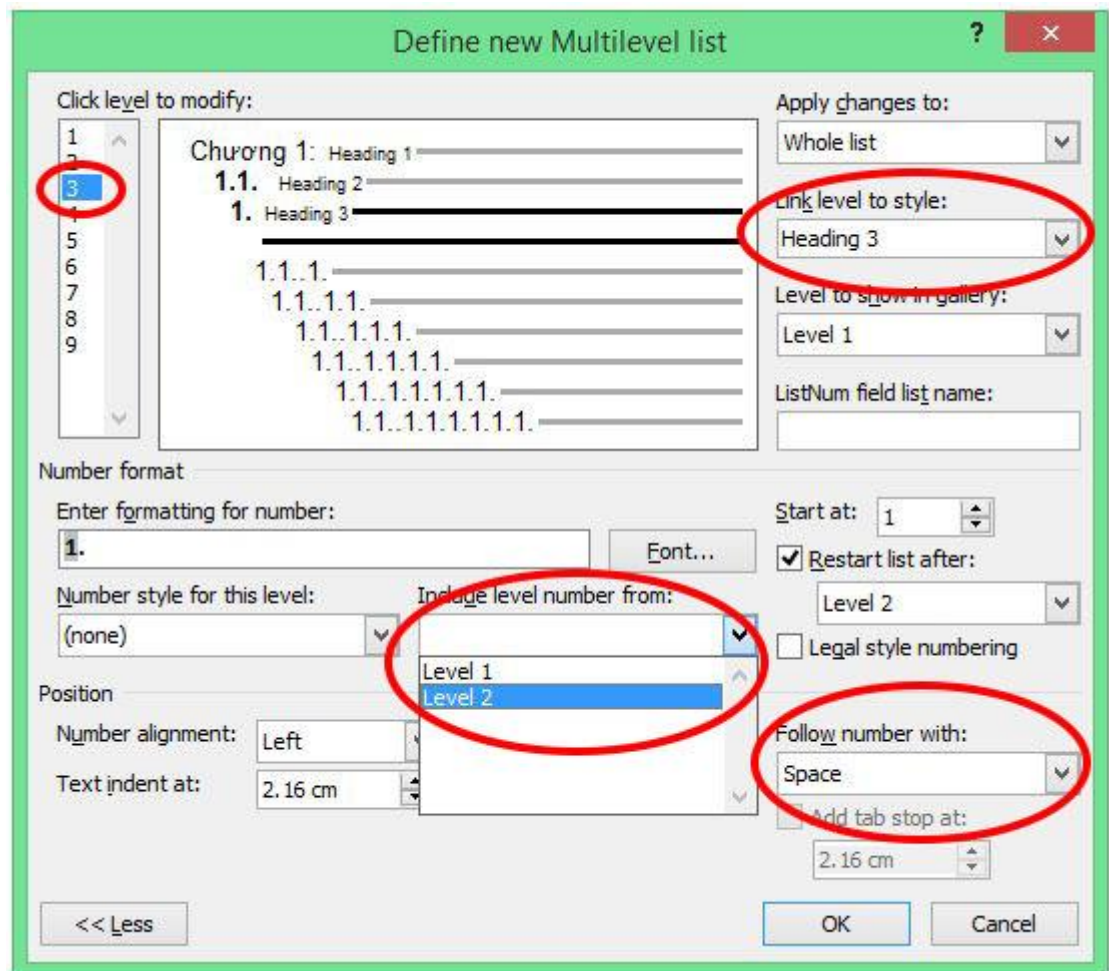 Define new Multilevel list
?
×
Click level to modify:
1
2
3
4
5
6
7
8
9
Chương 1: Heading 1
1.1. Heading 2
1. Heading 3
1.1..1.
1.1..1.1.
1.1..1.1.1.
1.1..1.1.1.1.
1.1..1.1.1.1.1.
1.1..1.1.1.1.1.1.
Apply changes to:
Whole list
Link level to style:
Heading 3
Level to show in gallery:
Level 1
ListNum field list name:
Number format
Enter formatting for number:
1.
Font...
Start at: 1
Restart list after:
Level 2
Legal style numbering
Number style for this level:
(none)
Include level number from:
Level 1
Level 2
Position
Number alignment: Left
Text indent at: 2.16 cm
Follow number with:
Space
Add tab stop at:
2.16 cm
<< Less
OK
Cancel